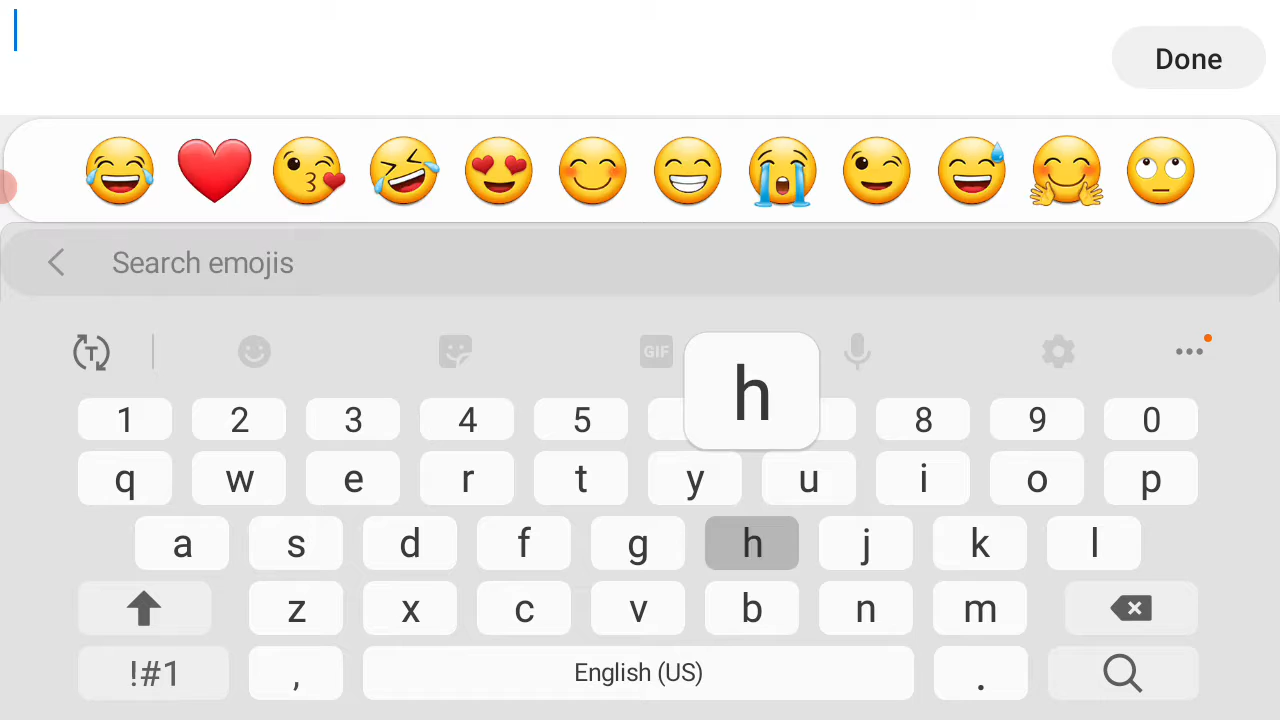 Done
Search emojis
T GIF
h
1 2 3 4 5 8 9 0
q w e r t y u i o p
a s d f g h j k l
z x c v b n m
!#1 , English (US) .